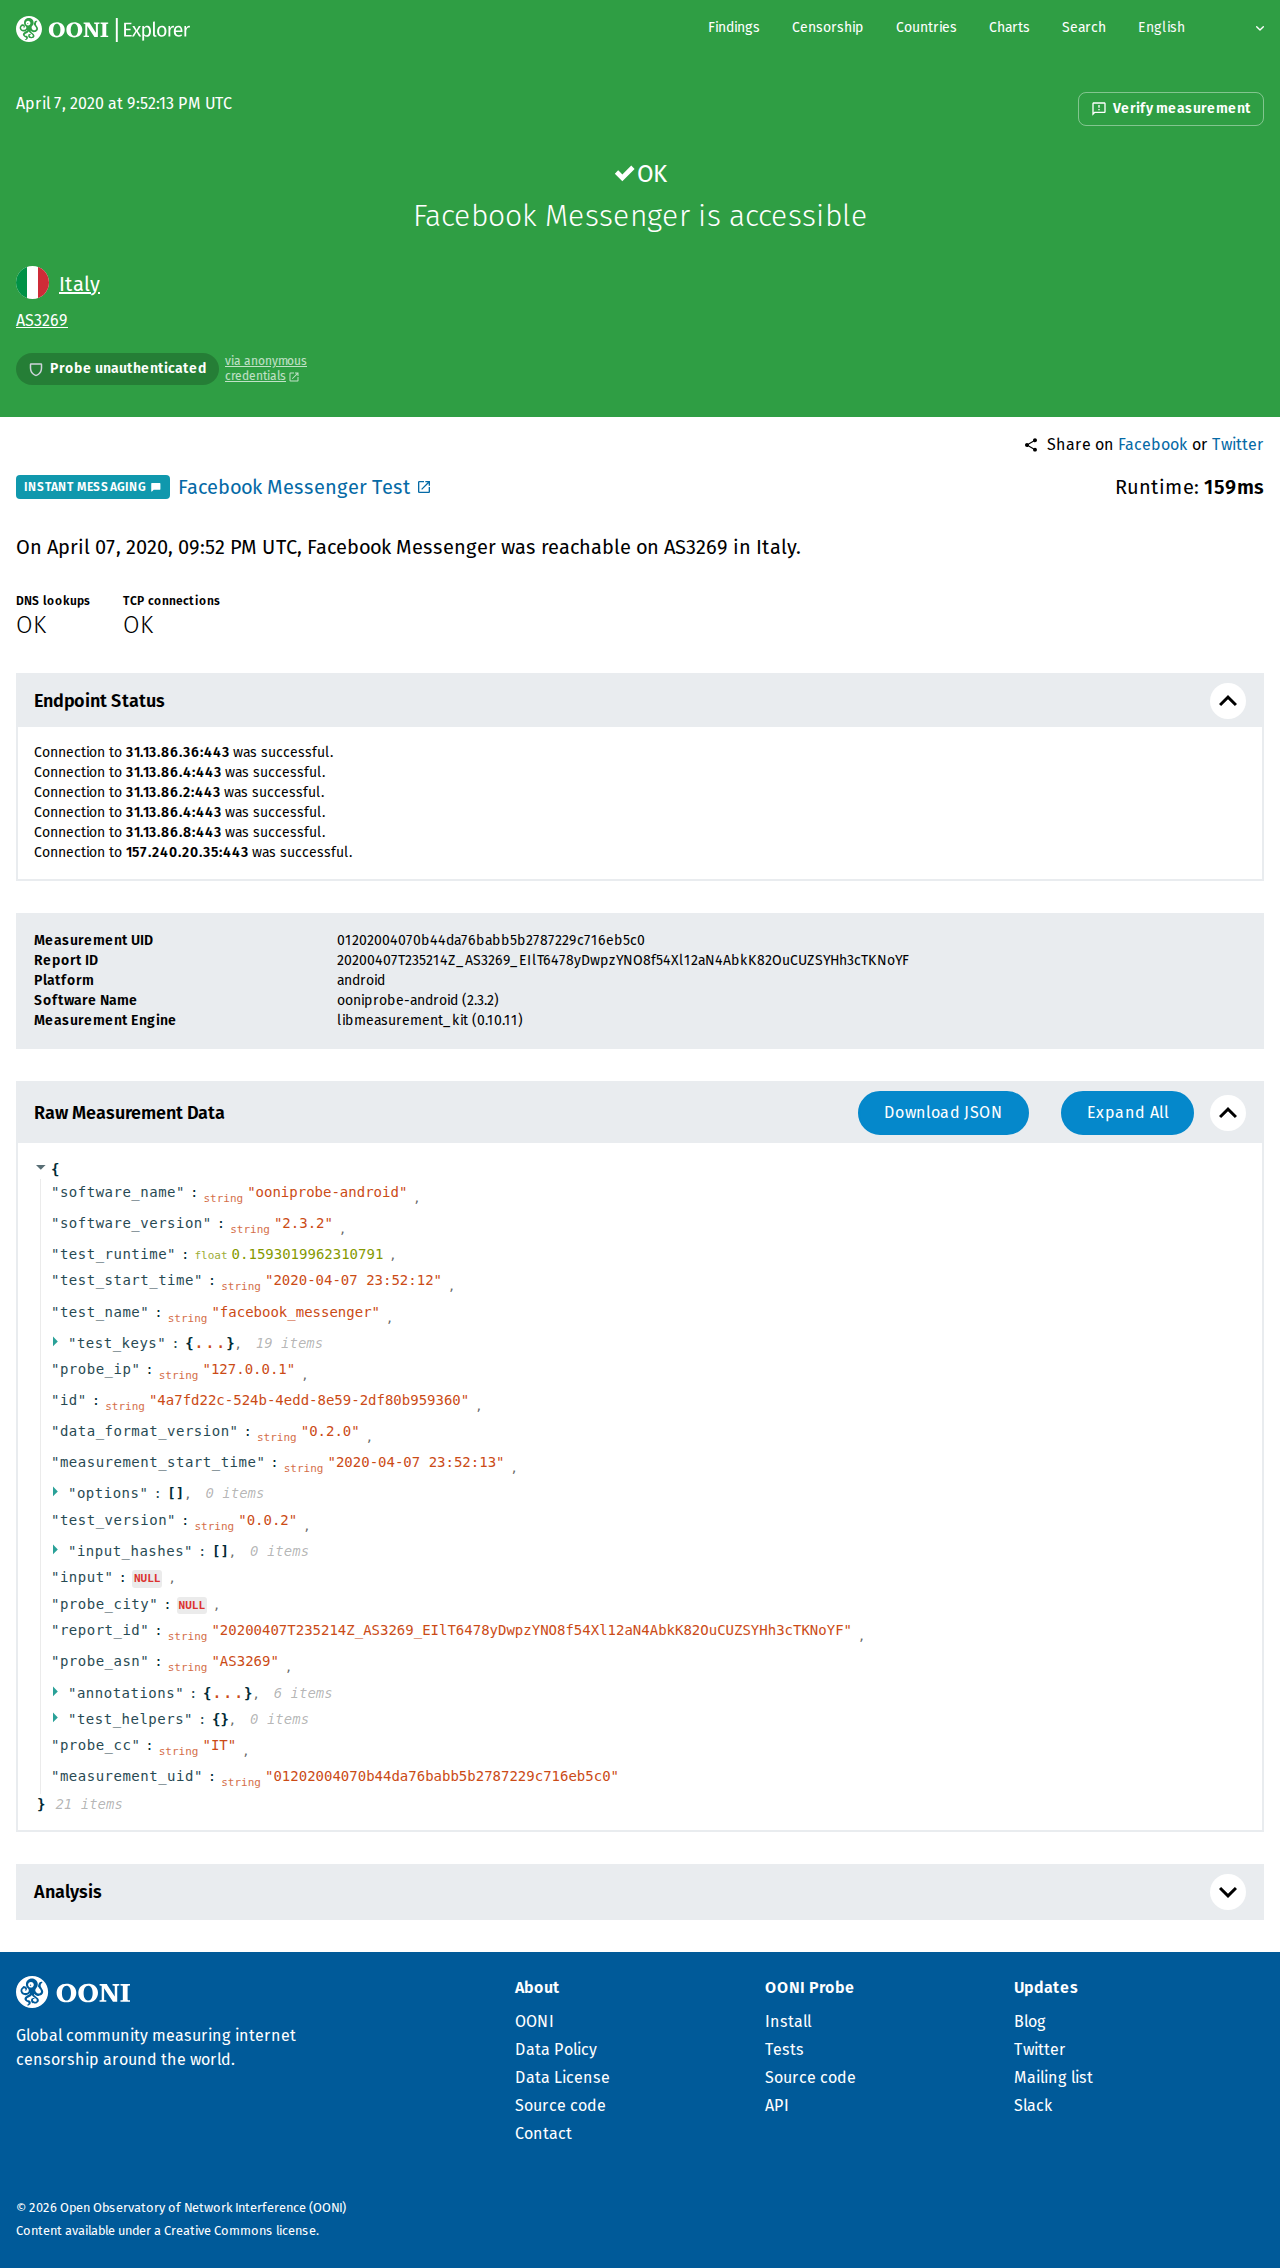 OONI Explorer
Findings Censorship Countries Charts Search English
April 7, 2020 at 9:52:13 PM UTC
Verify measurement
OK
Facebook Messenger is accessible
Italy
AS3269
Probe unauthenticated
via anonymous
credentials
Share on Facebook or Twitter
INSTANT MESSAGING Facebook Messenger Test
Runtime: 159ms
On April 07, 2020, 09:52 PM UTC, Facebook Messenger was reachable on AS3269 in Italy.
DNS lookups TCP connections
OK OK
Endpoint Status
Connection to 31.13.86.36:443 was successful.
Connection to 31.13.86.4:443 was successful.
Connection to 31.13.86.2:443 was successful.
Connection to 31.13.86.4:443 was successful.
Connection to 31.13.86.8:443 was successful.
Connection to 157.240.20.35:443 was successful.
Measurement UID 01202004070b44da76babb5b2787229c716eb5c0
Report ID 20200407T235214Z_AS3269_EIlT6478yDwpzYNO8f54Xl12aN4AbkK82OuCUZSYHh3cTKNoYF
Platform android
Software Name ooniprobe-android (2.3.2)
Measurement Engine libmeasurement_kit (0.10.11)
Raw Measurement Data
Download JSON Expand All
{
"software_name" : string "ooniprobe-android" ,
"software_version" : string "2.3.2" ,
"test_runtime" : float 0.1593019962310791 ,
"test_start_time" : string "2020-04-07 23:52:12" ,
"test_name" : string "facebook_messenger" ,
"test_keys" : {...}, 19 items
"probe_ip" : string "127.0.0.1" ,
"id" : string "4a7fd22c-524b-4edd-8e59-2df80b959360" ,
"data_format_version" : string "0.2.0" ,
"measurement_start_time" : string "2020-04-07 23:52:13" ,
"options" : [], 0 items
"test_version" : string "0.0.2" ,
"input_hashes" : [], 0 items
"input" : NULL ,
"probe_city" : NULL ,
"report_id" : string "20200407T235214Z_AS3269_EIlT6478yDwpzYNO8f54Xl12aN4AbkK82OuCUZSYHh3cTKNoYF" ,
"probe_asn" : string "AS3269" ,
"annotations" : {...}, 6 items
"test_helpers" : {}, 0 items
"probe_cc" : string "IT" ,
"measurement_uid" : string "01202004070b44da76babb5b2787229c716eb5c0"
} 21 items
Analysis
OONI
Global community measuring internet
censorship around the world.
About
OONI
Data Policy
Data License
Source code
Contact
OONI Probe
Install
Tests
Source code
API
Updates
Blog
Twitter
Mailing list
Slack
© 2026 Open Observatory of Network Interference (OONI)
Content available under a Creative Commons license.